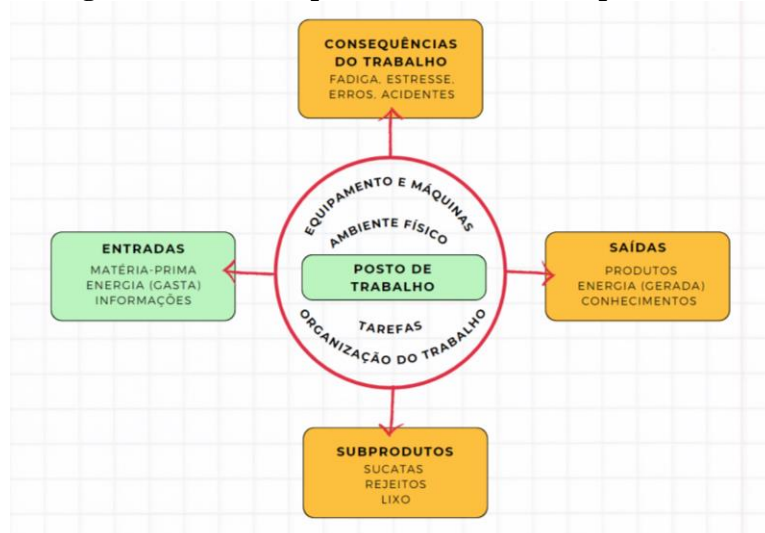 CONSEQUÊNCIAS
DO TRABALHO
FADIGA, ESTRESSE,
ERROS, ACIDENTES
EQUIPAMENTO E MÁQUINAS
AMBIENTE FÍSICO
ENTRADAS
MATÉRIA-PRIMA
ENERGIA (GASTA)
INFORMAÇÕES
POSTO DE
TRABALHO
SAÍDAS
PRODUTOS
ENERGIA (GERADA)
CONHECIMENTOS
TAREFAS
ORGANIZAÇÃO DO TRABALHO
SUBPRODUTOS
SUCATAS
REJEITOS
LIXO